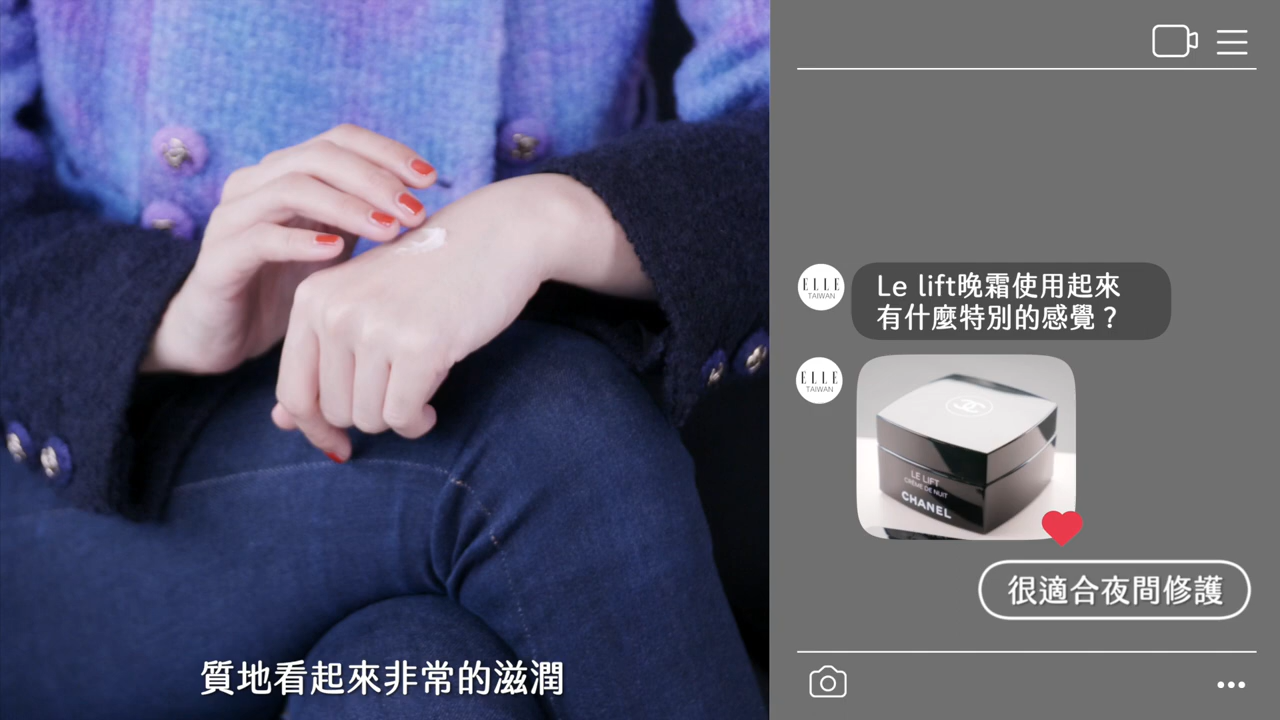 ELLE
TAIWAN
Le lift晚霜使用起來
有什麼特別的感覺？
ELLE
TAIWAN
LE LIFT
CRÈME DE NUIT
CHANEL
很適合夜間修護
質地看起來非常的滋潤